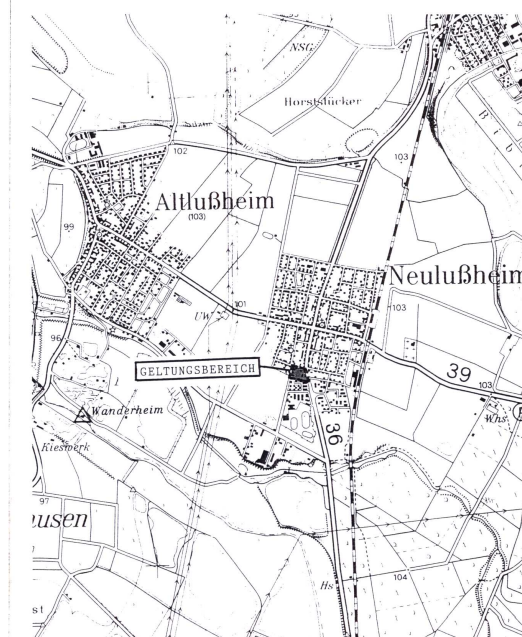 NSG
Horststücker
103
102
Altlußheim
(103)
99
Neulußheim
101
UW
103
96
GELTUNGSBEREICH
39
103
Whs
Wanderheim
36
Kieswerk
97
usen
Hs
104
st